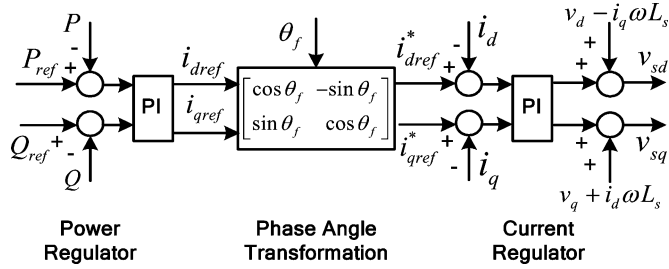 P
θ_f
i_d
v_d − i_q ωL_s
-
P_ref
+
i_dref
i*_dref
-
+
+
+
v_sd
PI
cos θ_f −sin θ_f
sin θ_f cos θ_f
PI
Q_ref
+
-
i_qref
i*_qref
+
-
+
+
v_sq
Q
i_q
v_q + i_d ωL_s
Power
Regulator
Phase Angle
Transformation
Current
Regulator